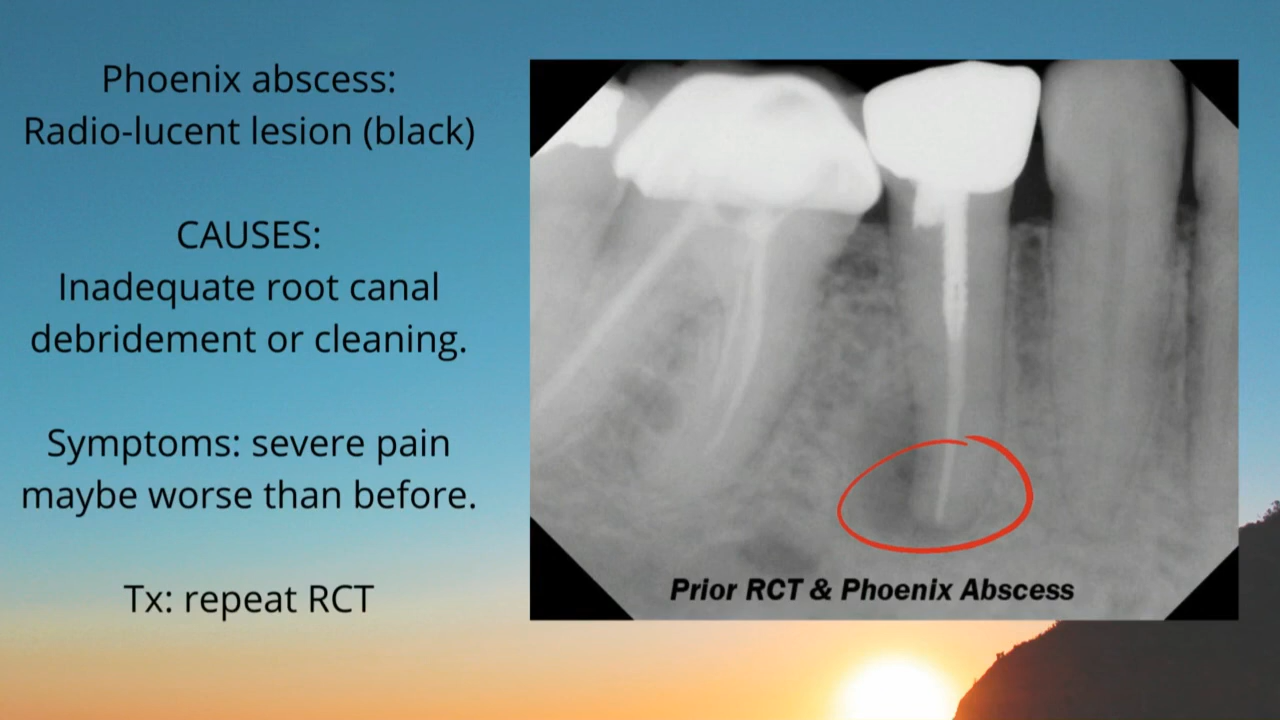 Phoenix abscess:
Radio-lucent lesion (black)
CAUSES:
Inadequate root canal
debridement or cleaning.
Symptoms: severe pain
maybe worse than before.
Tx: repeat RCT
Prior RCT & Phoenix Abscess